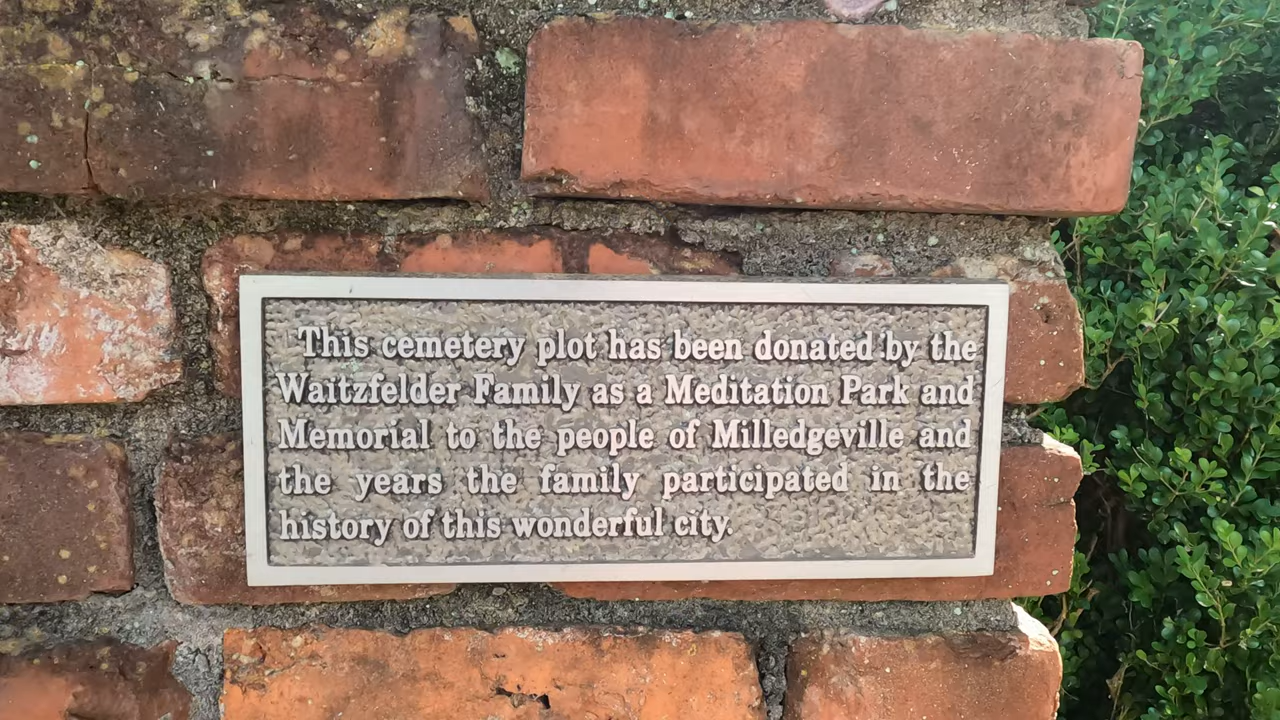 This cemetery plot has been donated by the
Waitzfelder Family as a Meditation Park and
Memorial to the people of Milledgeville and
the years the family participated in the
history of this wonderful city.